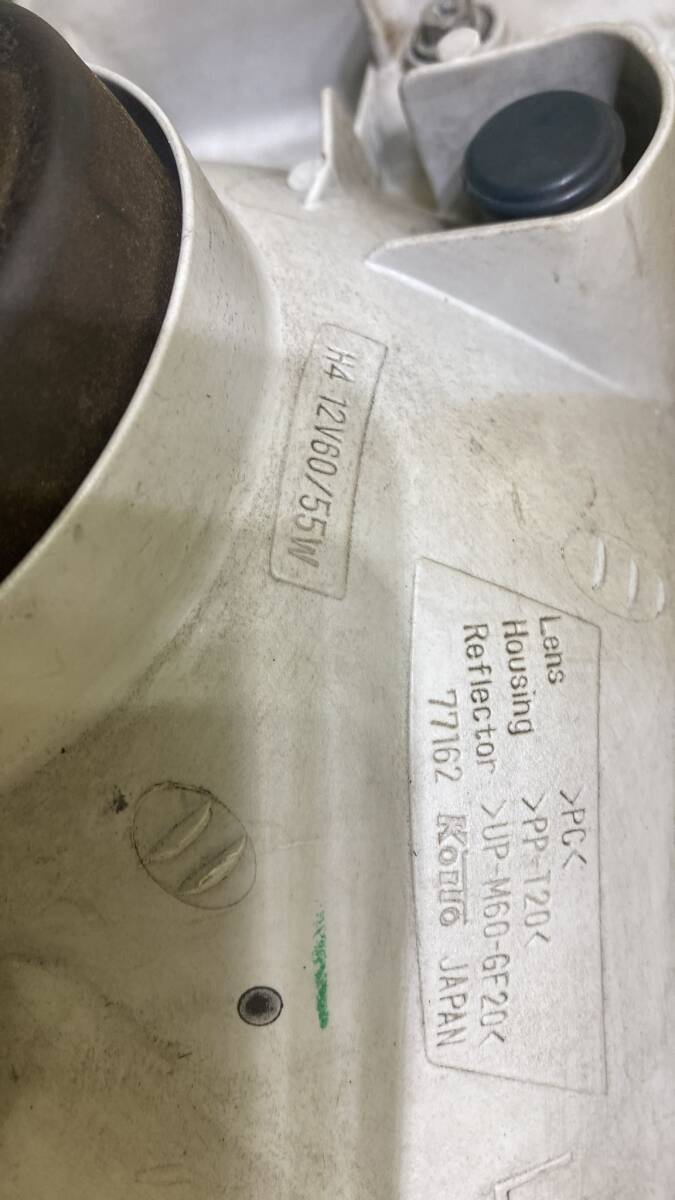 H4 12V60/55W
Lens >PC<
Housing >PP-T20<
Reflector >UP-M60-GF20<
77162 KOITO JAPAN